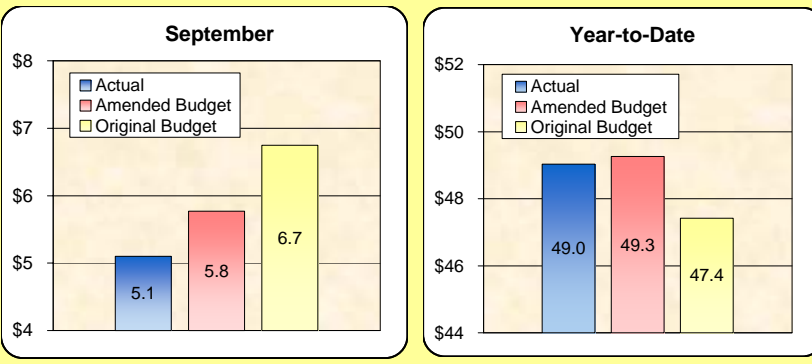 September
$8
$7
$6
$5
$4
Actual
Amended Budget
Original Budget
5.1
5.8
6.7
Year-to-Date
$52
$50
$48
$46
$44
Actual
Amended Budget
Original Budget
49.0
49.3
47.4